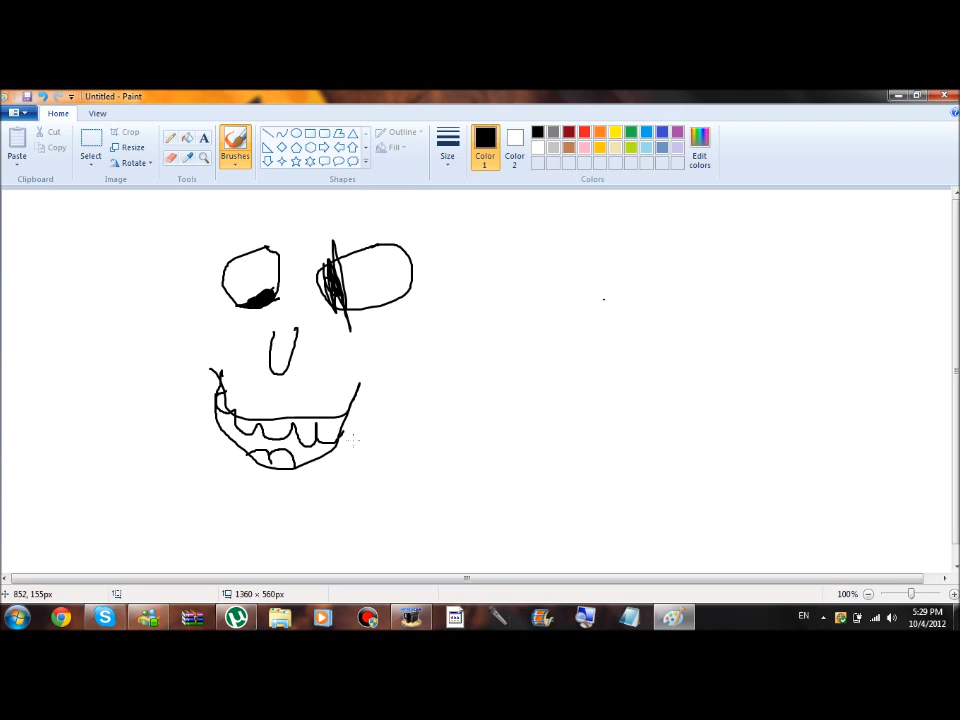 Untitled - Paint
Home View
Paste
Cut
Copy
Clipboard
Select
Crop
Resize
Rotate
Image
A
Tools
Brushes
Shapes
Outline
Fill
Size
Color 1
Color 2
Edit colors
Colors
852, 155px
1360 × 560px
100%
EN
5:29 PM
10/4/2012